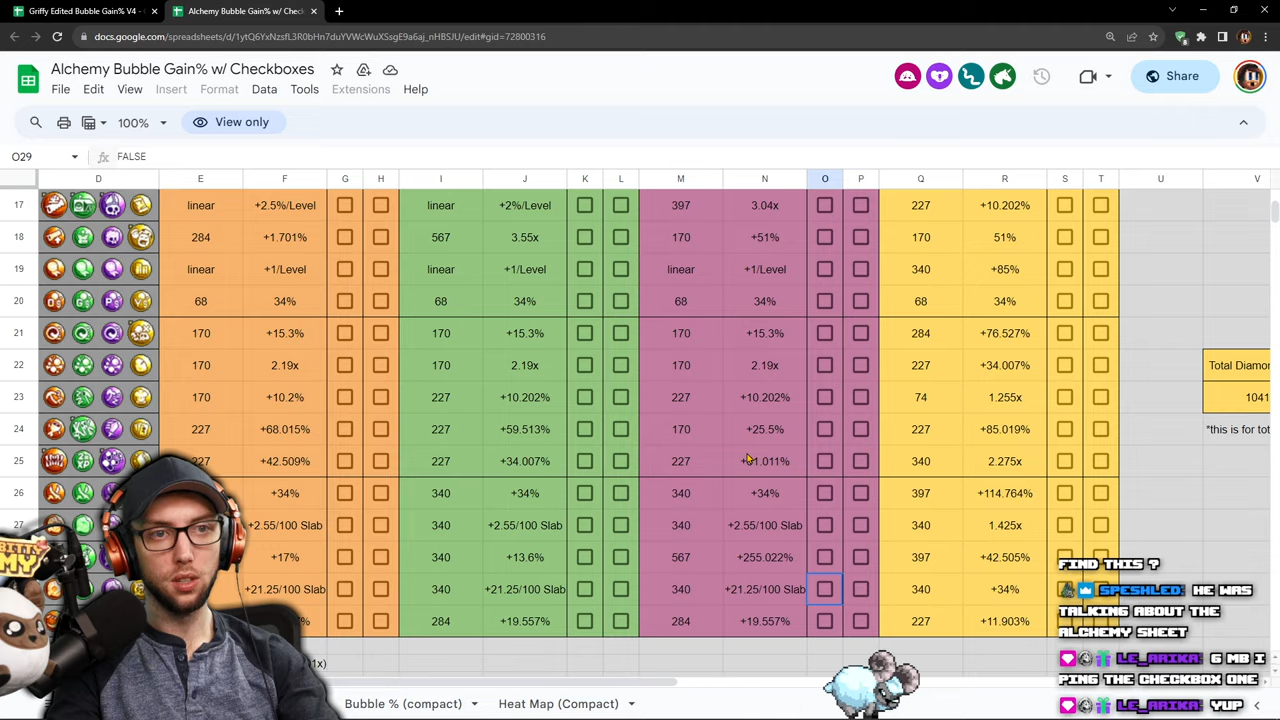 Griffy Edited Bubble Gain% V4 -
Alchemy Bubble Gain% w/ Check
docs.google.com/spreadsheets/d/1ytQ6YxNzsfL3R0bHn7duYVWcWuXSsgE9a6aj_nHBSJU/edit#gid=72800316
Alchemy Bubble Gain% w/ Checkboxes
File Edit View Insert Format Data Tools Extensions Help
Share
100% View only
O29 FALSE
D E F G H I J K L M N O P Q R S T U V
17 linear +2.5%/Level linear +2%/Level 397 3.04x 227 +10.202%
18 284 +1.701% 567 3.55x 170 +51% 170 51%
19 linear +1/Level linear +1/Level linear +1/Level 340 +85%
20 68 34% 68 34% 68 34% 68 34%
21 170 +15.3% 170 +15.3% 170 +15.3% 284 +76.527%
22 170 2.19x 170 2.19x 170 2.19x 227 +34.007% Total Diamor
23 170 +10.2% 227 +10.202% 227 +10.202% 74 1.255x 1041
24 227 +68.015% 227 +59.513% 170 +25.5% 227 +85.019% *this is for tot
25 227 +42.509% 227 +34.007% 227 1.011% 340 2.275x
26 +34% 340 +34% 340 +34% 397 +114.764%
27 +2.55/100 Slab 340 +2.55/100 Slab 340 +2.55/100 Slab 340 1.425x
+17% 340 +13.6% 567 +255.022% 397 +42.505%
+21.25/100 Slab 340 +21.25/100 Slab 340 +21.25/100 Slab 340 +34%
284 +19.557% 284 +19.557% 227 +11.903%
1x)
Bubble % (compact) Heat Map (Compact)
FIND THIS ?
SPESHLED: HE WAS
TALKING ABOUT THE
ALCHEMY SHEET
LE_ARIKA: G MB I
PING THE CHECKBOX ONE
LE_ARIKA: YUP